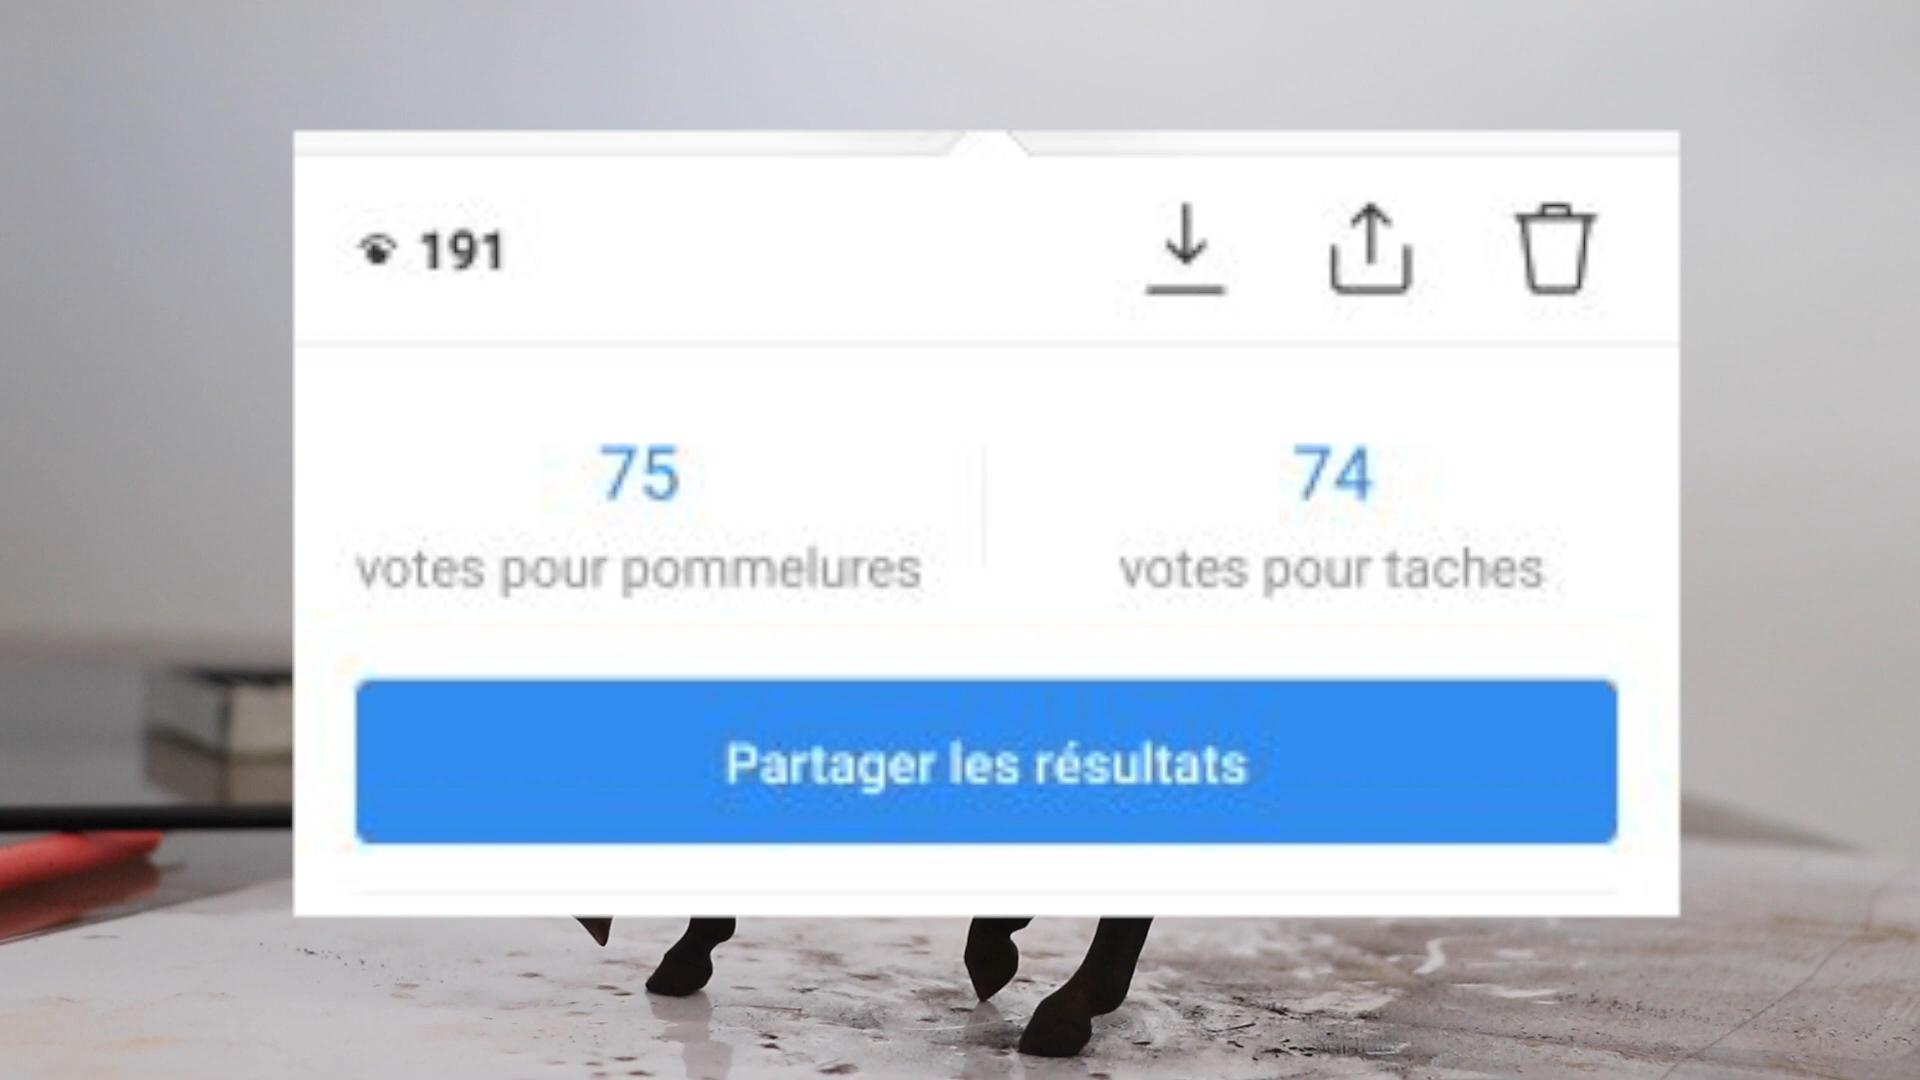 191
75
votes pour pommelures
74
votes pour taches
Partager les résultats